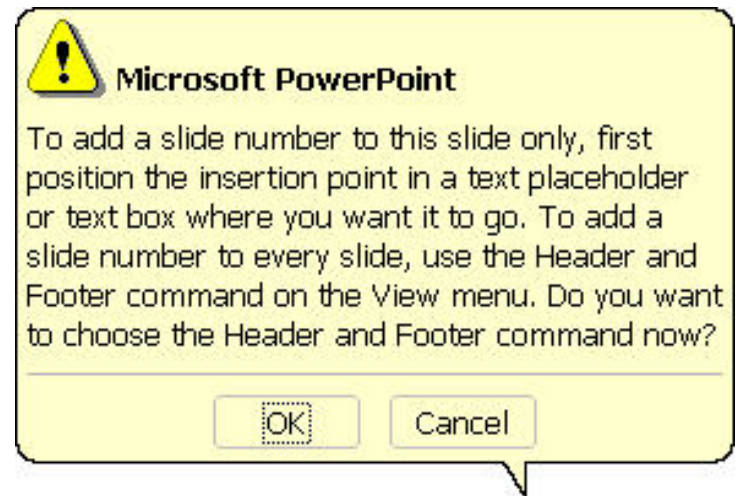 Microsoft PowerPoint
To add a slide number to this slide only, first
position the insertion point in a text placeholder
or text box where you want it to go. To add a
slide number to every slide, use the Header and
Footer command on the View menu. Do you want
to choose the Header and Footer command now?
OK Cancel